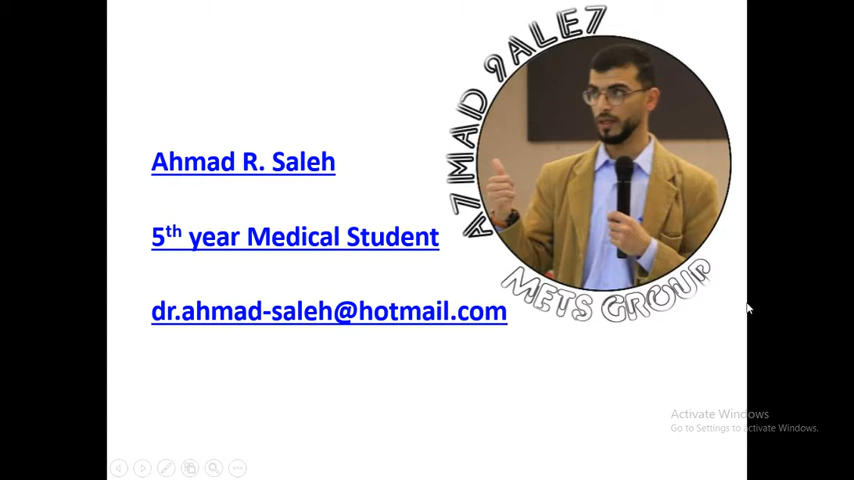 A7MAD 9ALE7
Ahmad R. Saleh
5th year Medical Student
dr.ahmad-saleh@hotmail.com
METS GROUP
Activate Windows
Go to Settings to activate Windows.